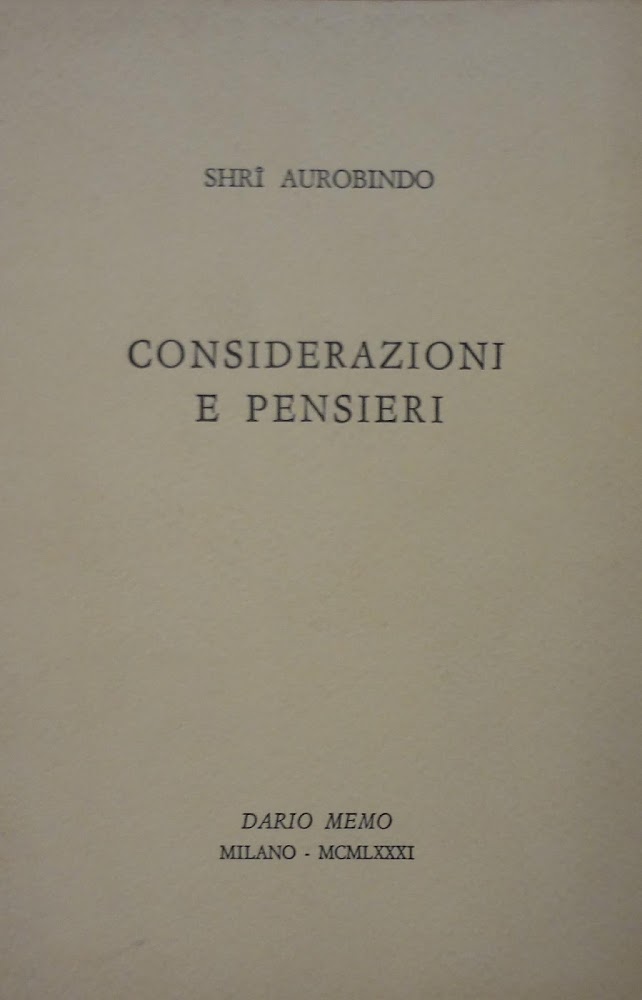 SHRÎ AUROBINDO
CONSIDERAZIONI
E PENSIERI
DARIO MEMO
MILANO - MCMLXXXI